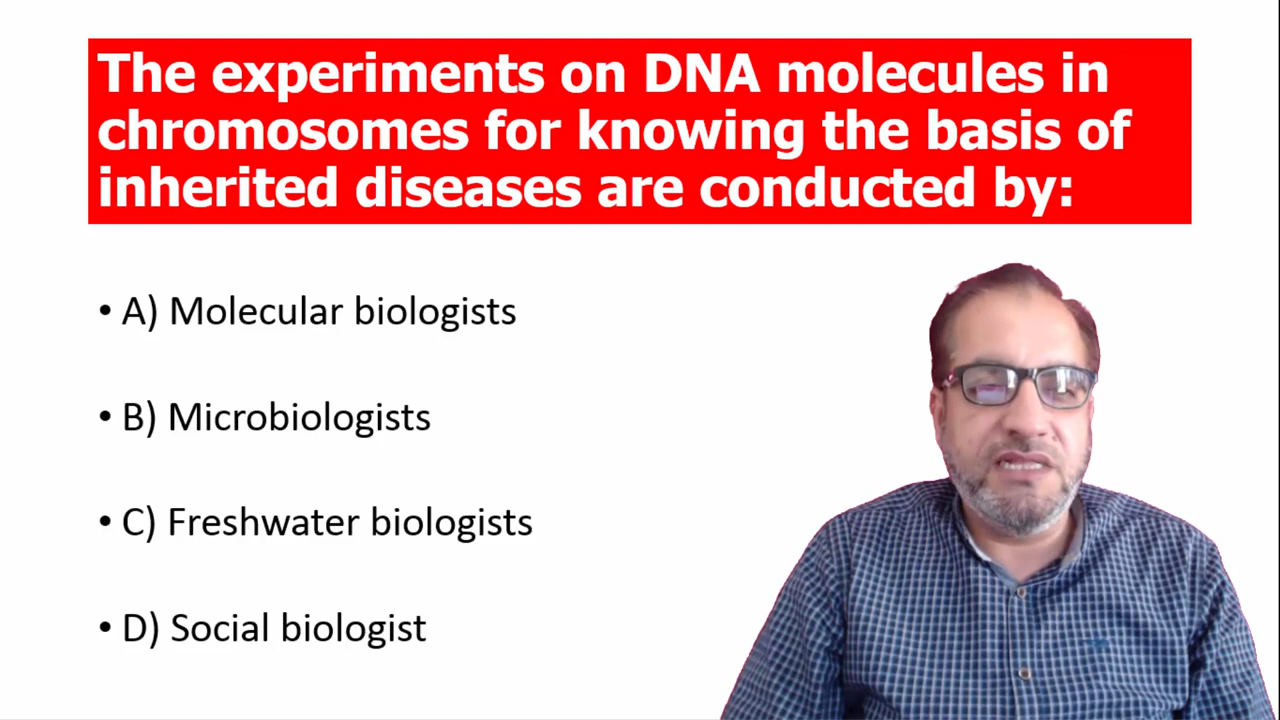 The experiments on DNA molecules in
chromosomes for knowing the basis of
inherited diseases are conducted by:
• A) Molecular biologists
• B) Microbiologists
• C) Freshwater biologists
• D) Social biologist